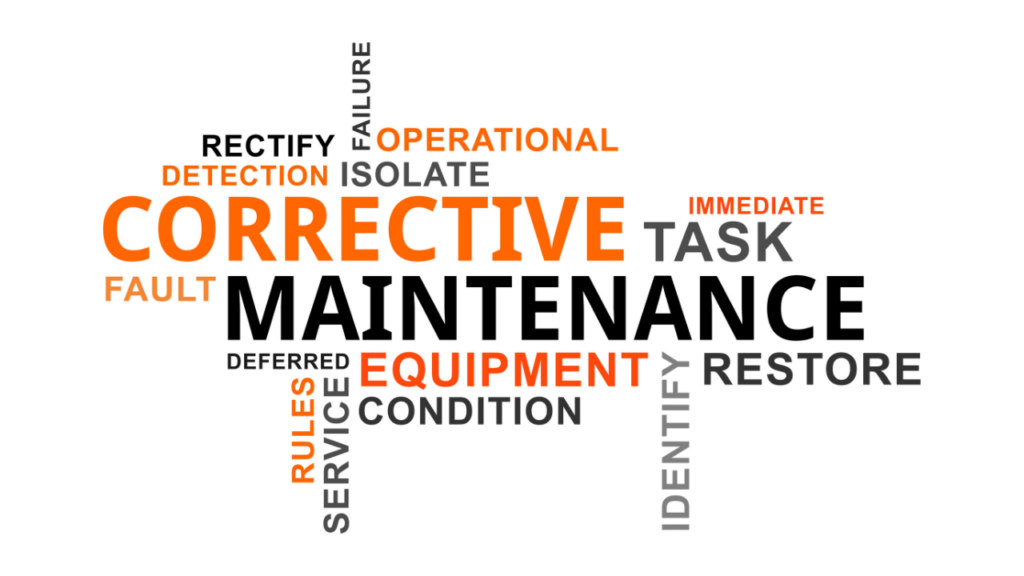 FAILURE
RECTIFY
OPERATIONAL
DETECTION
ISOLATE
CORRECTIVE
IMMEDIATE
TASK
FAULT
MAINTENANCE
DEFERRED
EQUIPMENT
RESTORE
RULES
SERVICE
CONDITION
IDENTIFY